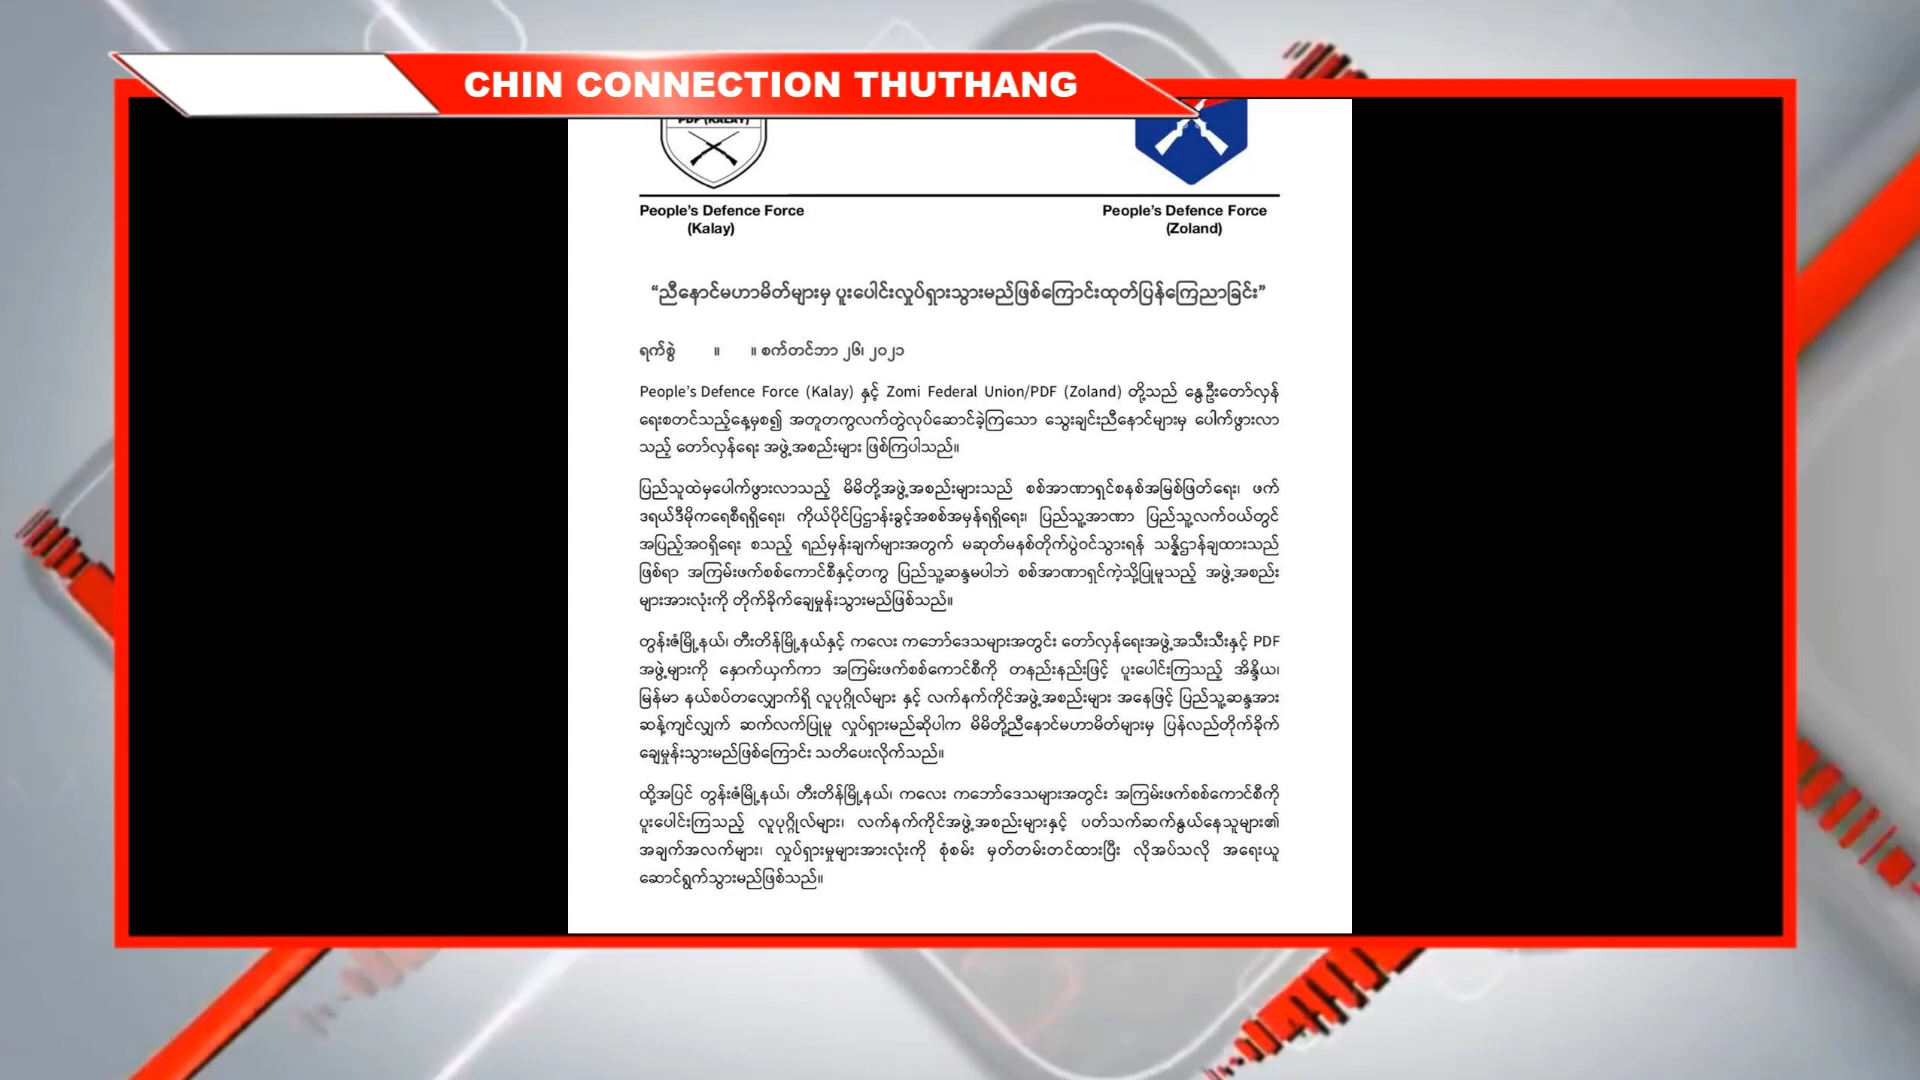 CHIN CONNECTION THUTHANG
PDF (KALAY)
People's Defence Force
(Kalay)
People's Defence Force
(Zoland)
“ညီနောင်မဟာမိတ်များမှ ပူးပေါင်းလှုပ်ရှားသွားမည်ဖြစ်ကြောင်းထုတ်ပြန်ကြေညာခြင်း”
ရက်စွဲ ။ ။ စက်တင်ဘာ ၂၆၊ ၂၀၂၁
People's Defence Force (Kalay) နှင့် Zomi Federal Union/PDF (Zoland) တို့သည် နွေဦးတော်လှန်
ရေးစတင်သည့်နေ့မှစ၍ အတူတကွလက်တွဲလုပ်ဆောင်ခဲ့ကြသော သွေးချင်းညီနောင်များမှ ပေါက်ဖွားလာ
သည့် တော်လှန်ရေး အဖွဲ့အစည်းများ ဖြစ်ကြပါသည်။
ပြည်သူထဲမှပေါက်ဖွားလာသည့် မိမိတို့အဖွဲ့အစည်းများသည် စစ်အာဏာရှင်စနစ်အမြစ်ဖြတ်ရေး၊ ဖက်
ဒရယ်ဒီမိုကရေစီရရှိရေး၊ ကိုယ်ပိုင်ပြဌာန်းခွင့်အစစ်အမှန်ရရှိရေး၊ ပြည်သူ့အာဏာ ပြည်သူ့လက်ဝယ်တွင်
အပြည့်အဝရှိရေး စသည့် ရည်မှန်းချက်များအတွက် မဆုတ်မနစ်တိုက်ပွဲဝင်သွားရန် သန္နိဌာန်ချထားသည်
ဖြစ်ရာ အကြမ်းဖက်စစ်ကောင်စီနှင့်တကွ ပြည်သူ့ဆန္ဒမပါဘဲ စစ်အာဏာရှင်ကဲ့သို့ပြုမူသည့် အဖွဲ့အစည်း
များအားလုံးကို တိုက်ခိုက်ချေမှုန်းသွားမည်ဖြစ်သည်။
တွန်းဇံမြို့နယ်၊ တီးတိန်မြို့နယ်နှင့် ကလေး ကဘော်ဒေသများအတွင်း တော်လှန်ရေးအဖွဲ့အသီးသီးနှင့် PDF
အဖွဲ့များကို နှောက်ယှက်ကာ အကြမ်းဖက်စစ်ကောင်စီကို တနည်းနည်းဖြင့် ပူးပေါင်းကြသည့် အိန္ဒိယ၊
မြန်မာ နယ်စပ်တလျှောက်ရှိ လူပုဂ္ဂိုလ်များ နှင့် လက်နက်ကိုင်အဖွဲ့အစည်းများ အနေဖြင့် ပြည်သူ့ဆန္ဒအား
ဆန့်ကျင်လျှက် ဆက်လက်ပြုမူ လှုပ်ရှားမည်ဆိုပါက မိမိတို့ညီနောင်မဟာမိတ်များမှ ပြန်လည်တိုက်ခိုက်
ချေမှုန်းသွားမည်ဖြစ်ကြောင်း သတိပေးလိုက်သည်။
ထို့အပြင် တွန်းဇံမြို့နယ်၊ တီးတိန်မြို့နယ်၊ ကလေး ကဘော်ဒေသများအတွင်း အကြမ်းဖက်စစ်ကောင်စီကို
ပူးပေါင်းကြသည့် လူပုဂ္ဂိုလ်များ၊ လက်နက်ကိုင်အဖွဲ့အစည်းများနှင့် ပတ်သက်ဆက်နွယ်နေသူများ၏
အချက်အလက်များ၊ လှုပ်ရှားမှုများအားလုံးကို စုံစမ်း မှတ်တမ်းတင်ထားပြီး လိုအပ်သလို အရေးယူ
ဆောင်ရွက်သွားမည်ဖြစ်သည်။